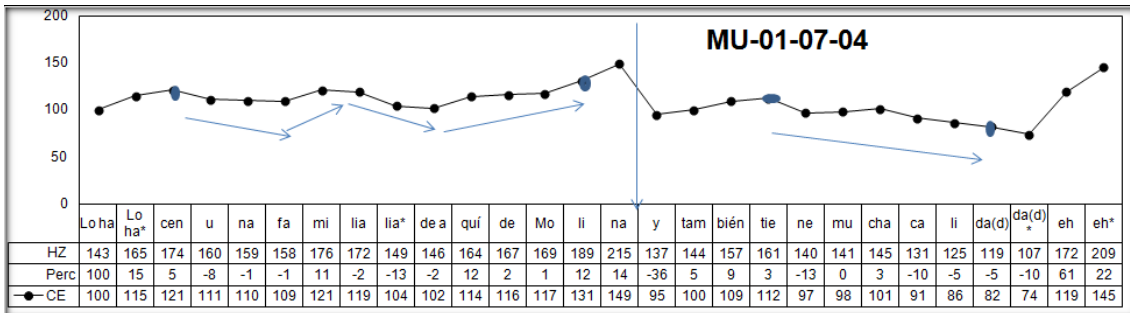 200
MU-01-07-04
150
100
50
0
Lo ha Lo ha* cen u na fa mi lia lia* de a quí de Mo li na y tam bién tie ne mu cha ca li da(d) da(d)* eh eh*
HZ 143 165 174 160 159 158 176 172 149 146 164 167 169 189 215 137 144 157 161 140 141 145 131 125 119 107 172 209
Perc 100 15 5 -8 -1 -1 11 -2 -13 -2 12 2 1 12 14 -36 5 9 3 -13 0 3 -10 -5 -5 -10 61 22
CE 100 115 121 111 110 109 121 119 104 102 114 116 117 131 149 95 100 109 112 97 98 101 91 86 82 74 119 145